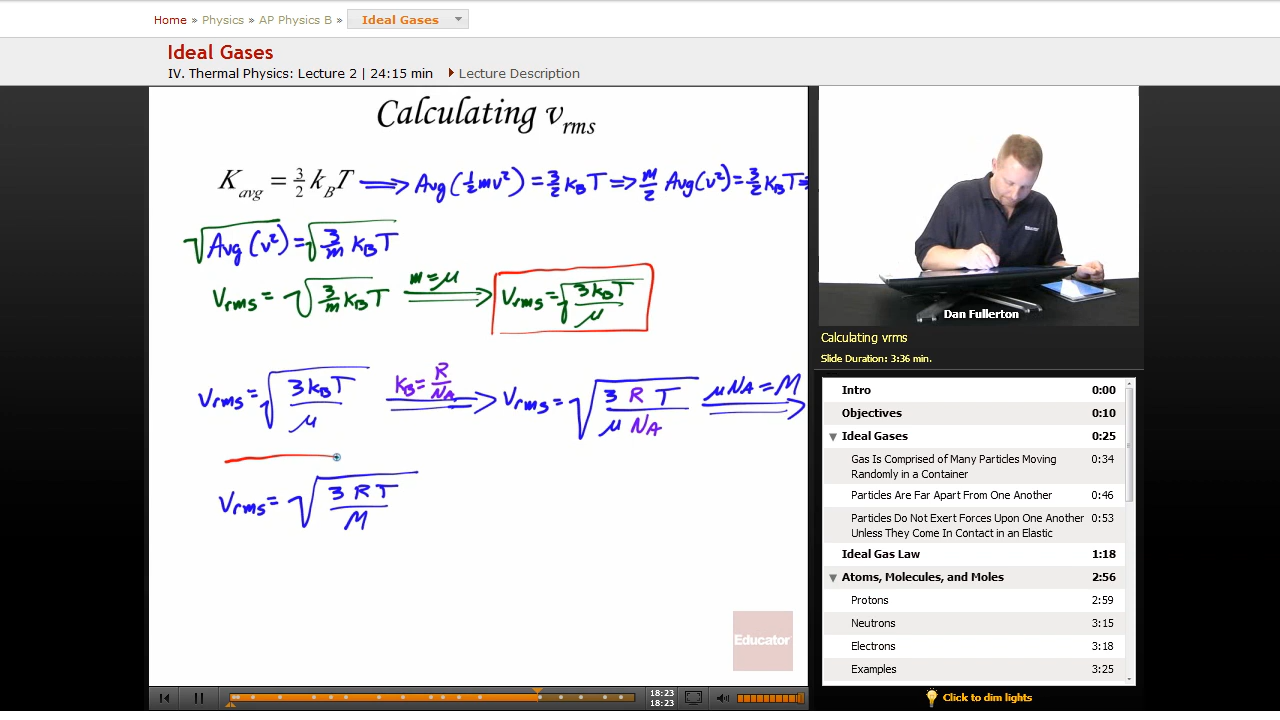 Home » Physics » AP Physics B » Ideal Gases
Ideal Gases
IV. Thermal Physics: Lecture 2 | 24:15 min Lecture Description
Calculating v_rms
K_avg = 3/2 k_B T ⟹ Avg(½mv²) = 3/2 k_B T ⟹ m/2 Avg(v²) = 3/2 k_B T ⟹
√Avg(v²) = √(3/m k_B T)
V_rms = √(3/m k_B T) m=μ ⟹ V_rms = √(3k_BT/μ)
V_rms = √(3k_BT/μ) k_B = R/N_A ⟹ V_rms = √(3RT/μN_A) μN_A = M ⟹
V_rms = √(3RT/M)
Educator
Dan Fullerton
Calculating vrms
Slide Duration: 3:36 min.
Intro 0:00
Objectives 0:10
Ideal Gases 0:25
Gas Is Comprised of Many Particles Moving 0:34
Randomly in a Container
Particles Are Far Apart From One Another 0:46
Particles Do Not Exert Forces Upon One Another 0:53
Unless They Come In Contact in an Elastic
Ideal Gas Law 1:18
Atoms, Molecules, and Moles 2:56
Protons 2:59
Neutrons 3:15
Electrons 3:18
Examples 3:25
18:23
18:23
Click to dim lights